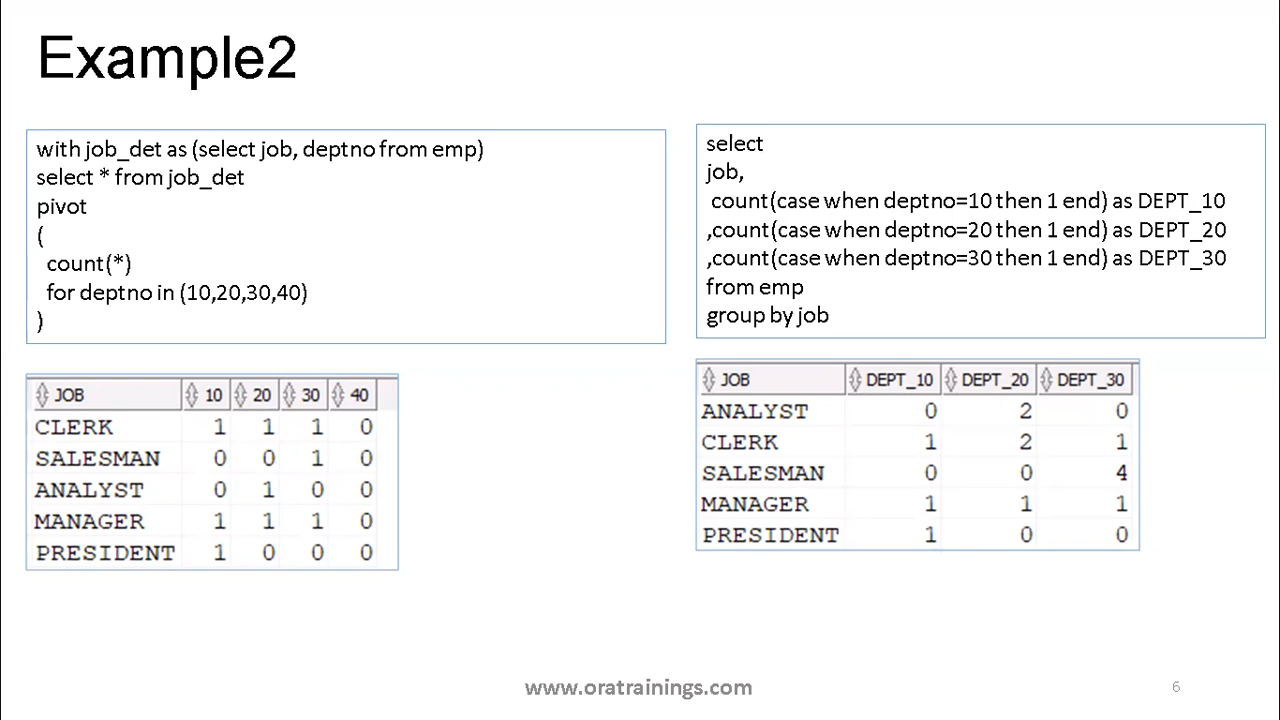 Example2
with job_det as (select job, deptno from emp)
select * from job_det
pivot
(
count(*)
for deptno in (10,20,30,40)
)
select
job,
count(case when deptno=10 then 1 end) as DEPT_10
,count(case when deptno=20 then 1 end) as DEPT_20
,count(case when deptno=30 then 1 end) as DEPT_30
from emp
group by job
JOB 10 20 30 40
CLERK 1 1 1 0
SALESMAN 0 0 1 0
ANALYST 0 1 0 0
MANAGER 1 1 1 0
PRESIDENT 1 0 0 0
JOB DEPT_10 DEPT_20 DEPT_30
ANALYST 0 2 0
CLERK 1 2 1
SALESMAN 0 0 4
MANAGER 1 1 1
PRESIDENT 1 0 0
www.oratrainings.com
6